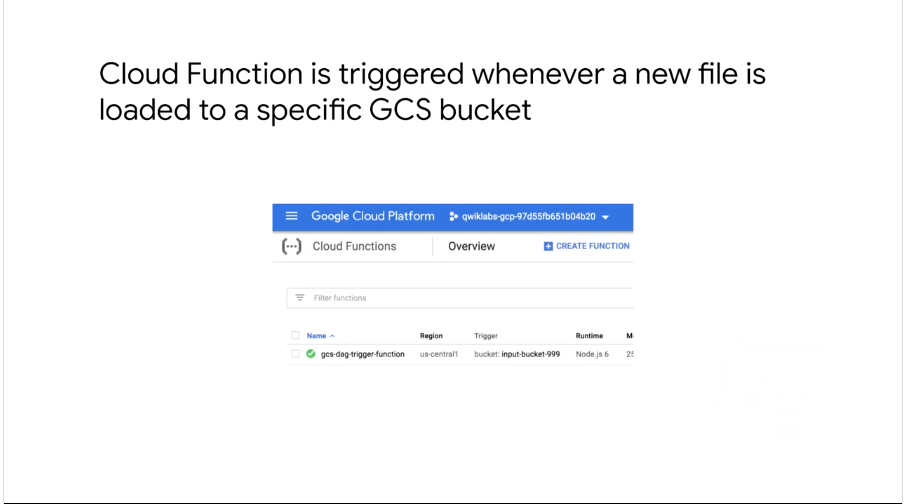 Cloud Function is triggered whenever a new file is
loaded to a specific GCS bucket
Google Cloud Platform qwiklabs-gcp-97d55fb651b04b20
Cloud Functions Overview CREATE FUNCTION
Filter functions
Name Region Trigger Runtime
gcs-dag-trigger-function us-central1 bucket: input-bucket-999 Node.js 6